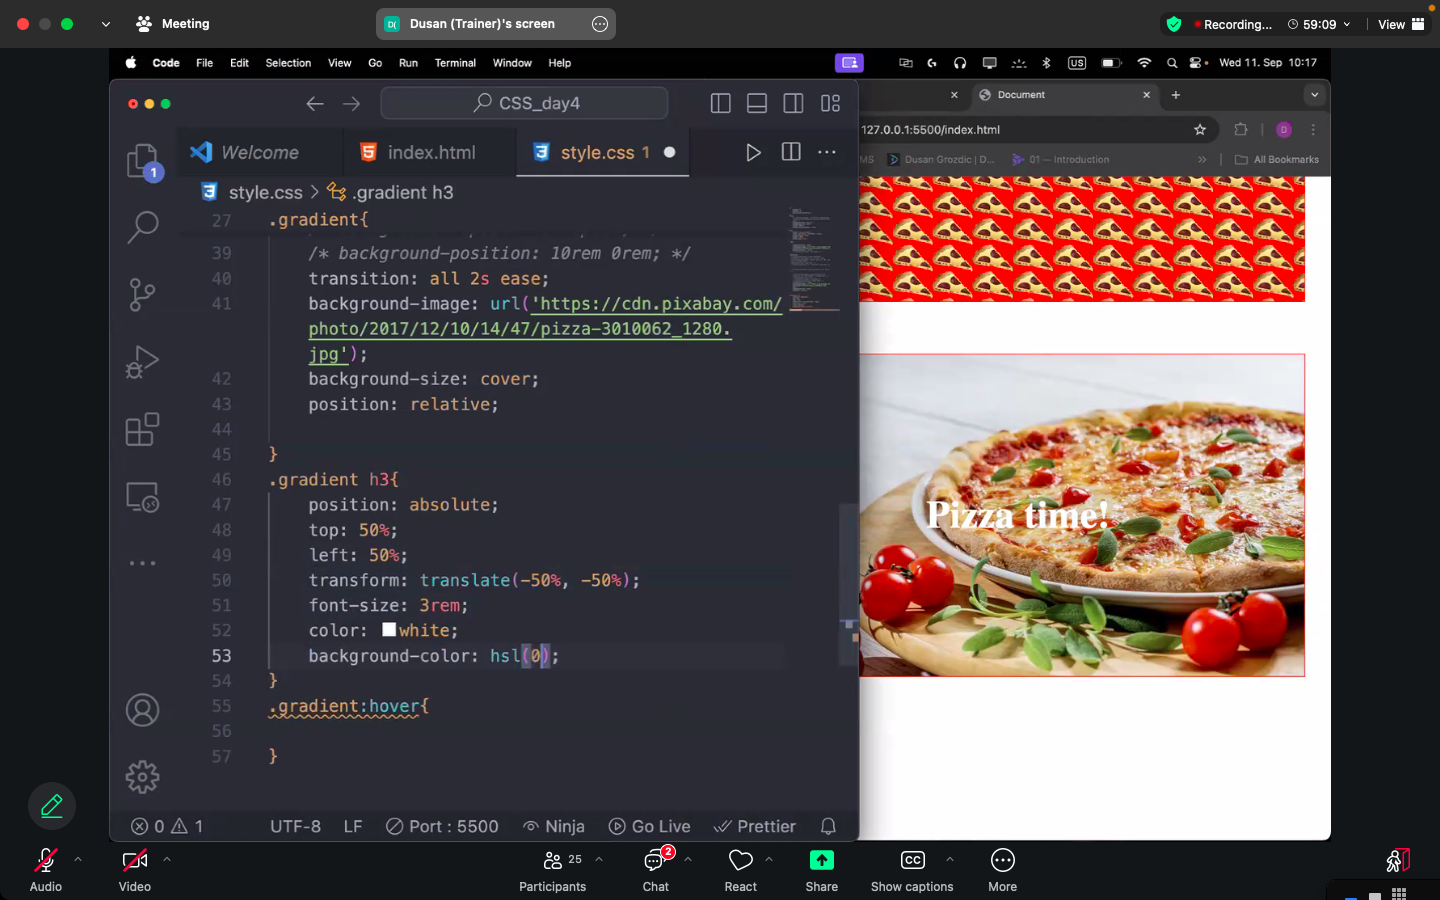 Meeting
D( Dusan (Trainer)'s screen
Recording...
59:09
View
Code File Edit Selection View Go Run Terminal Window Help
US
Wed 11. Sep 10:17
CSS_day4
Document
127.0.0.1:5500/index.html
D
MS
Dusan Grozdic | D...
01 — Introduction
All Bookmarks
1
Welcome
index.html
style.css 1
style.css > .gradient h3
27 .gradient{
39 /* background-position: 10rem 0rem; */
40 transition: all 2s ease;
41 background-image: url('https://cdn.pixabay.com/
photo/2017/12/10/14/47/pizza-3010062_1280.
jpg');
42 background-size: cover;
43 position: relative;
44
45 }
46 .gradient h3{
47 position: absolute;
48 top: 50%;
49 left: 50%;
50 transform: translate(-50%, -50%);
51 font-size: 3rem;
52 color: white;
53 background-color: hsl(0);
54 }
55 .gradient:hover{
56
57 }
Pizza time!
0 1 UTF-8 LF Port : 5500 Ninja Go Live Prettier
Audio
Video
25
Participants
2
Chat
React
Share
CC
Show captions
More